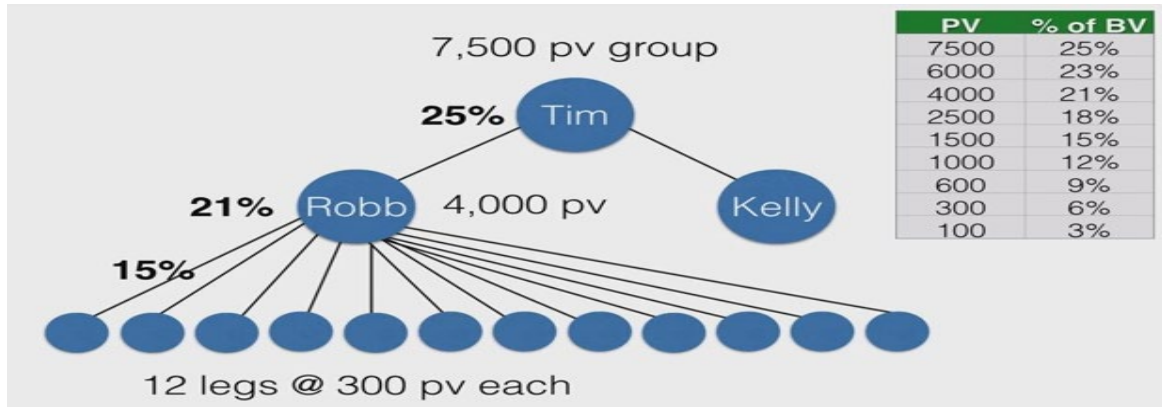 7,500 pv group
25% Tim
21% Robb 4,000 pv Kelly
15%
12 legs @ 300 pv each
PV % of BV
7500 25%
6000 23%
4000 21%
2500 18%
1500 15%
1000 12%
600 9%
300 6%
100 3%